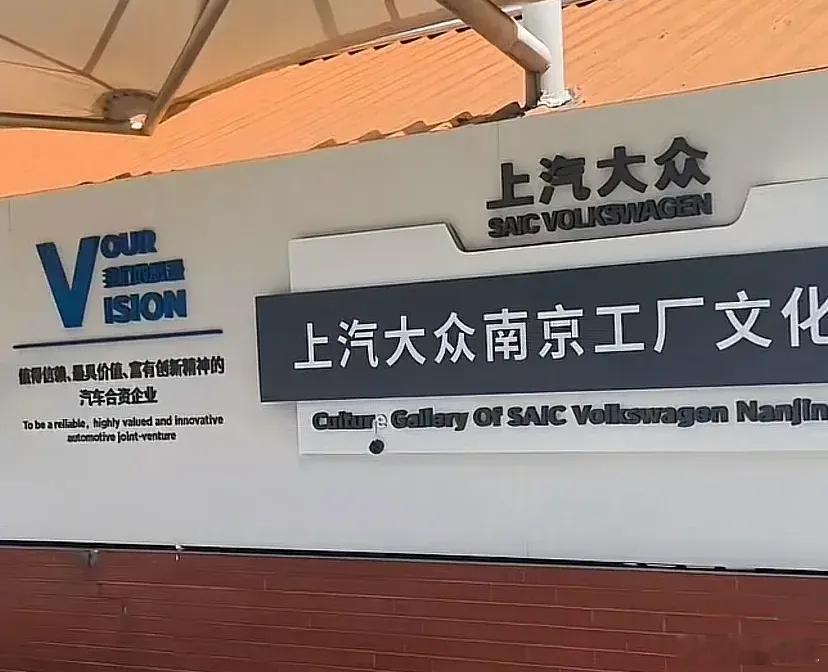 VOUR
VISION
值得信赖、最具价值、富有创新精神的
汽车合资企业
To be a reliable, highly valued and innovative
automotive joint-venture
上汽大众
SAIC VOLKSWAGEN
上汽大众南京工厂文化
Culture Gallery Of SAIC Volkswagen Nanjin